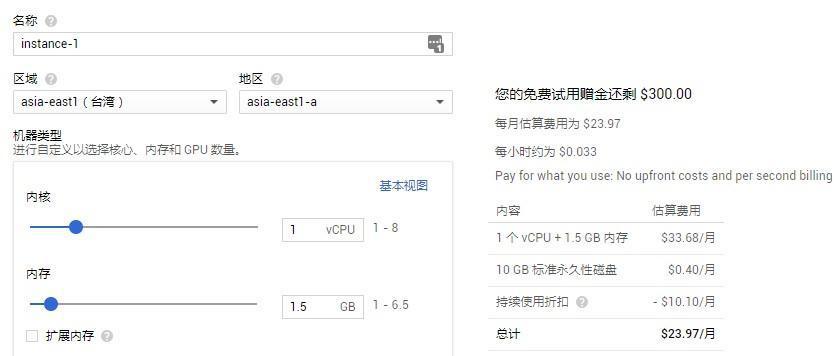 名称
instance-1
区域 地区
asia-east1（台湾） asia-east1-a
机器类型
进行自定义以选择核心、内存和 GPU 数量。
基本视图
内核
1 vCPU 1 - 8
内存
1.5 GB 1 - 6.5
扩展内存
您的免费试用赠金还剩 $300.00
每月估算费用为 $23.97
每小时约为 $0.033
Pay for what you use: No upfront costs and per second billing
内容 估算费用
1 个 vCPU + 1.5 GB 内存 $33.68/月
10 GB 标准永久性磁盘 $0.40/月
持续使用折扣 - $10.10/月
总计 $23.97/月